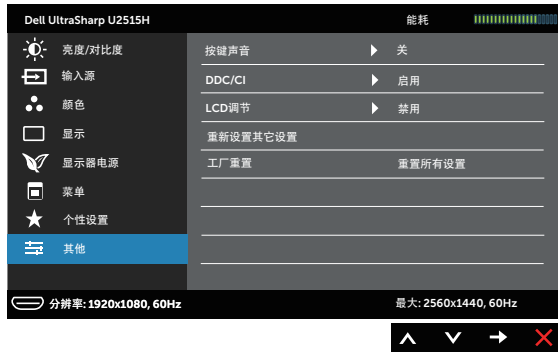 Dell UltraSharp U2515H 能耗
亮度/对比度 按键声音 关
输入源 DDC/CI 启用
颜色 LCD调节 禁用
显示 重新设置其它设置
显示器电源 工厂重置 重置所有设置
菜单
个性设置
其他
分辨率: 1920x1080, 60Hz 最大: 2560x1440, 60Hz